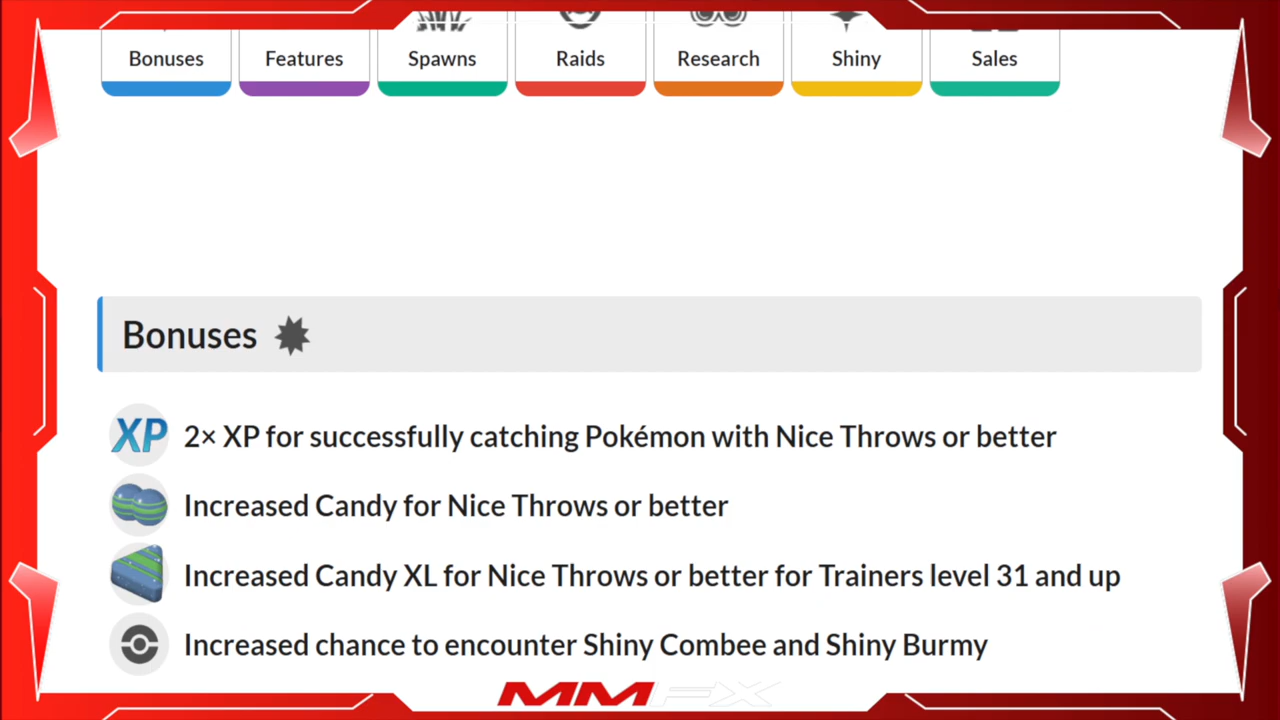 Bonuses Features Spawns Raids Research Shiny Sales
Bonuses
XP 2× XP for successfully catching Pokémon with Nice Throws or better
Increased Candy for Nice Throws or better
Increased Candy XL for Nice Throws or better for Trainers level 31 and up
Increased chance to encounter Shiny Combee and Shiny Burmy
MMFX